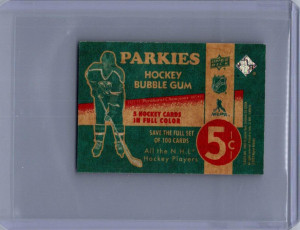 PARKIES
HOCKEY
BUBBLE GUM
5 HOCKEY CARDS
IN FULL COLOR
SAVE THE FULL SET
OF 100 CARDS
All the N.H.L.
Hockey Players
5¢